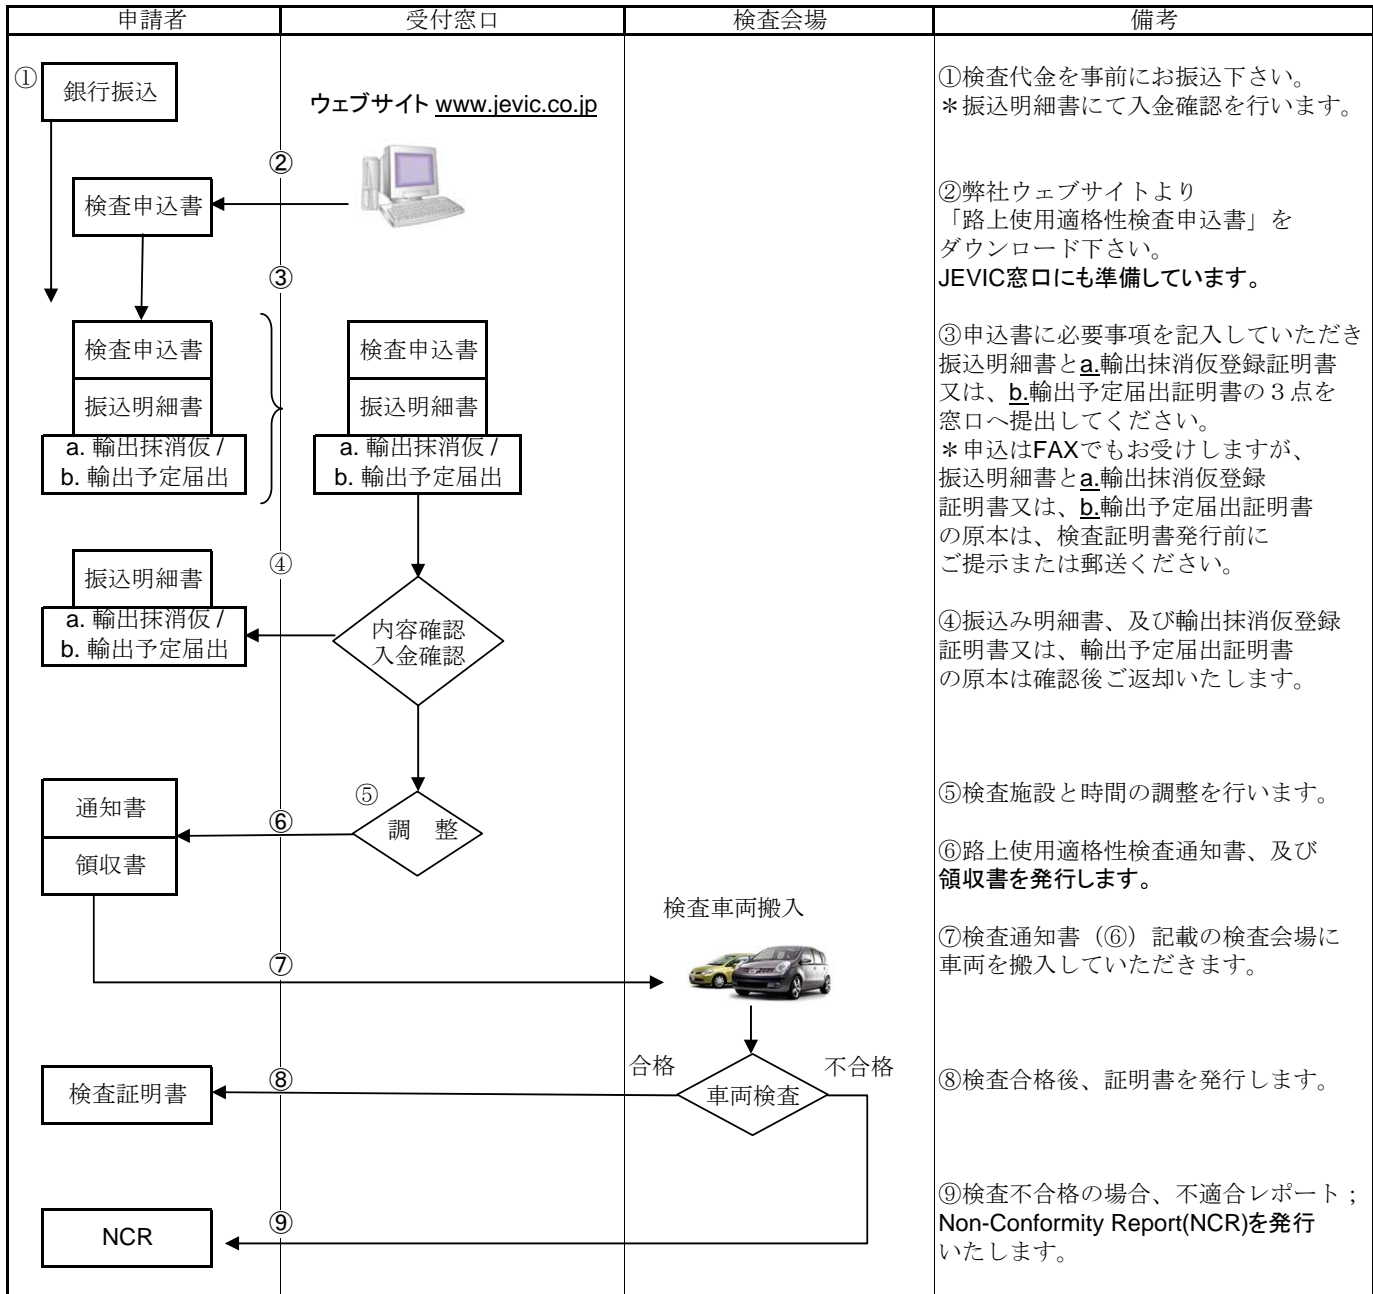 申請者
受付窓口
検査会場
備考
①
銀行振込
ウェブサイト www.jevic.co.jp
①検査代金を事前にお振込下さい。
＊振込明細書にて入金確認を行います。
②
検査申込書
②弊社ウェブサイトより
「路上使用適格性検査申込書」を
ダウンロード下さい。
JEVIC窓口にも準備しています。
③
検査申込書
振込明細書
a. 輸出抹消仮 /
b. 輸出予定届出
検査申込書
振込明細書
a. 輸出抹消仮 /
b. 輸出予定届出
③申込書に必要事項を記入していただき
振込明細書とa.輸出抹消仮登録証明書
又は、b.輸出予定届出証明書の３点を
窓口へ提出してください。
＊申込はFAXでもお受けしますが、
振込明細書とa.輸出抹消仮登録
証明書又は、b.輸出予定届出証明書
の原本は、検査証明書発行前に
ご提示または郵送ください。
④
振込明細書
a. 輸出抹消仮 /
b. 輸出予定届出
内容確認
入金確認
④振込み明細書、及び輸出抹消仮登録
証明書又は、輸出予定届出証明書
の原本は確認後ご返却いたします。
⑤
調　整
⑤検査施設と時間の調整を行います。
通知書
領収書
⑥
⑥路上使用適格性検査通知書、及び
領収書を発行します。
検査車両搬入
⑦
⑦検査通知書（⑥）記載の検査会場に
車両を搬入していただきます。
合格
不合格
車両検査
検査証明書
⑧
⑧検査合格後、証明書を発行します。
NCR
⑨
⑨検査不合格の場合、不適合レポート；
Non-Conformity Report(NCR)を発行
いたします。